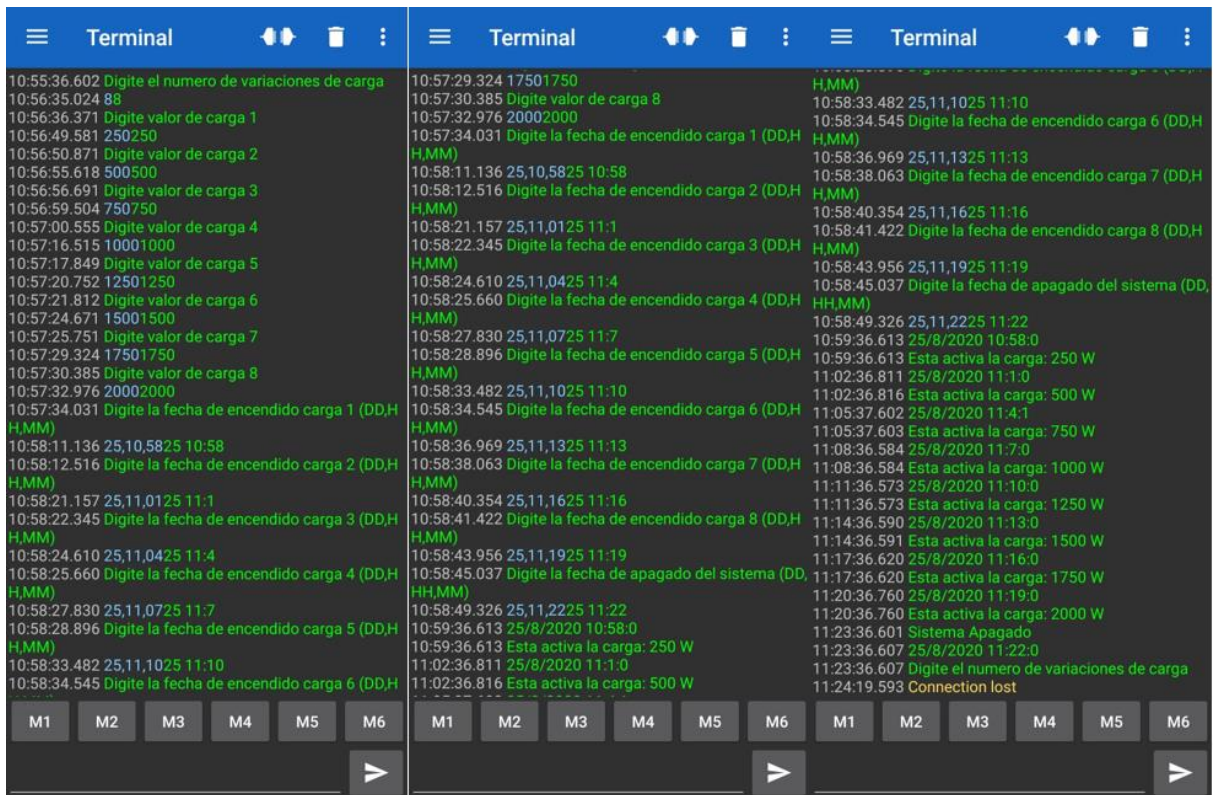 Terminal
10:55:36.602 Digite el numero de variaciones de carga
10:56:35.024 88
10:56:36.371 Digite valor de carga 1
10:56:49.581 250250
10:56:50.871 Digite valor de carga 2
10:56:55.618 500500
10:56:56.691 Digite valor de carga 3
10:56:59.504 750750
10:57:00.555 Digite valor de carga 4
10:57:16.515 10001000
10:57:17.849 Digite valor de carga 5
10:57:20.752 12501250
10:57:21.812 Digite valor de carga 6
10:57:24.671 15001500
10:57:25.751 Digite valor de carga 7
10:57:29.324 17501750
10:57:30.385 Digite valor de carga 8
10:57:32.976 20002000
10:57:34.031 Digite la fecha de encendido carga 1 (DD,H
H,MM)
10:58:11.136 25,10,5825 10:58
10:58:12.516 Digite la fecha de encendido carga 2 (DD,H
H,MM)
10:58:21.157 25,11,0125 11:1
10:58:22.345 Digite la fecha de encendido carga 3 (DD,H
H,MM)
10:58:24.610 25,11,0425 11:4
10:58:25.660 Digite la fecha de encendido carga 4 (DD,H
H,MM)
10:58:27.830 25,11,0725 11:7
10:58:28.896 Digite la fecha de encendido carga 5 (DD,H
H,MM)
10:58:33.482 25,11,1025 11:10
10:58:34.545 Digite la fecha de encendido carga 6 (DD,H
M1 M2 M3 M4 M5 M6
Terminal
10:57:29.324 17501750
10:57:30.385 Digite valor de carga 8
10:57:32.976 20002000
10:57:34.031 Digite la fecha de encendido carga 1 (DD,H
H,MM)
10:58:11.136 25,10,5825 10:58
10:58:12.516 Digite la fecha de encendido carga 2 (DD,H
H,MM)
10:58:21.157 25,11,0125 11:1
10:58:22.345 Digite la fecha de encendido carga 3 (DD,H
H,MM)
10:58:24.610 25,11,0425 11:4
10:58:25.660 Digite la fecha de encendido carga 4 (DD,H
H,MM)
10:58:27.830 25,11,0725 11:7
10:58:28.896 Digite la fecha de encendido carga 5 (DD,H
H,MM)
10:58:33.482 25,11,1025 11:10
10:58:34.545 Digite la fecha de encendido carga 6 (DD,H
H,MM)
10:58:36.969 25,11,1325 11:13
10:58:38.063 Digite la fecha de encendido carga 7 (DD,H
H,MM)
10:58:40.354 25,11,1625 11:16
10:58:41.422 Digite la fecha de encendido carga 8 (DD,H
H,MM)
10:58:43.956 25,11,1925 11:19
10:58:45.037 Digite la fecha de apagado del sistema (DD,
HH,MM)
10:58:49.326 25,11,2225 11:22
10:59:36.613 25/8/2020 10:58:0
10:59:36.613 Esta activa la carga: 250 W
11:02:36.811 25/8/2020 11:1:0
11:02:36.816 Esta activa la carga: 500 W
M1 M2 M3 M4 M5 M6
Terminal
H,MM)
10:58:33.482 25,11,1025 11:10
10:58:34.545 Digite la fecha de encendido carga 6 (DD,H
H,MM)
10:58:36.969 25,11,1325 11:13
10:58:38.063 Digite la fecha de encendido carga 7 (DD,H
H,MM)
10:58:40.354 25,11,1625 11:16
10:58:41.422 Digite la fecha de encendido carga 8 (DD,H
H,MM)
10:58:43.956 25,11,1925 11:19
10:58:45.037 Digite la fecha de apagado del sistema (DD,
HH,MM)
10:58:49.326 25,11,2225 11:22
10:59:36.613 25/8/2020 10:58:0
10:59:36.613 Esta activa la carga: 250 W
11:02:36.811 25/8/2020 11:1:0
11:02:36.816 Esta activa la carga: 500 W
11:05:37.602 25/8/2020 11:4:1
11:05:37.603 Esta activa la carga: 750 W
11:08:36.584 25/8/2020 11:7:0
11:08:36.584 Esta activa la carga: 1000 W
11:11:36.573 25/8/2020 11:10:0
11:11:36.573 Esta activa la carga: 1250 W
11:14:36.590 25/8/2020 11:13:0
11:14:36.591 Esta activa la carga: 1500 W
11:17:36.620 25/8/2020 11:16:0
11:17:36.620 Esta activa la carga: 1750 W
11:20:36.760 25/8/2020 11:19:0
11:20:36.760 Esta activa la carga: 2000 W
11:23:36.601 Sistema Apagado
11:23:36.607 25/8/2020 11:22:0
11:23:36.607 Digite el numero de variaciones de carga
11:24:19.593 Connection lost
M1 M2 M3 M4 M5 M6